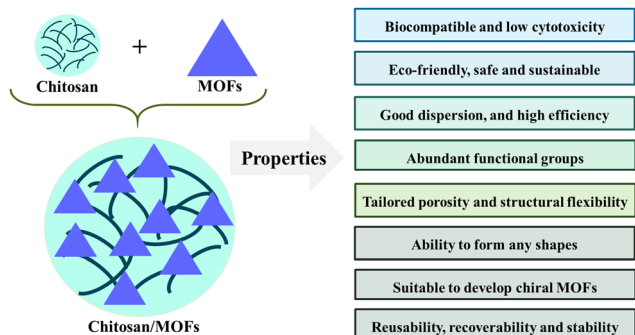 +
Chitosan
MOFs
Chitosan/MOFs
Properties
Biocompatible and low cytotoxicity
Eco-friendly, safe and sustainable
Good dispersion, and high efficiency
Abundant functional groups
Tailored porosity and structural flexibility
Ability to form any shapes
Suitable to develop chiral MOFs
Reusability, recoverability and stability